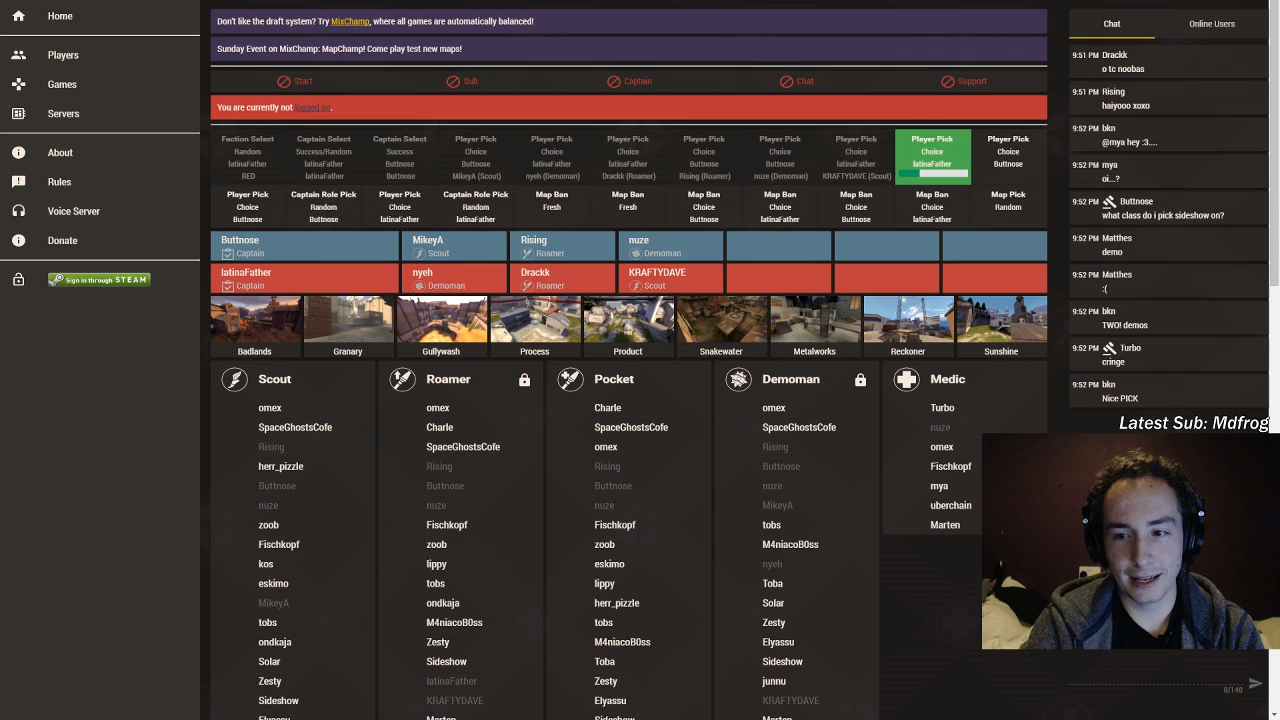 Home
Players
Games
Servers
About
Rules
Voice Server
Donate
Sign in through STEAM
Don't like the draft system? Try MixChamp, where all games are automatically balanced!
Sunday Event on MixChamp: MapChamp! Come play test new maps!
Start Sub Captain Chat Support
You are currently not logged on.
Faction Select Captain Select Captain Select Player Pick Player Pick Player Pick Player Pick Player Pick Player Pick Player Pick Player Pick
Random Success/Random Success Choice Choice Choice Choice Choice Choice Choice Choice
latinaFather latinaFather Buttnose Buttnose latinaFather latinaFather Buttnose Buttnose latinaFather latinaFather Buttnose
RED latinaFather Buttnose MikeyA (Scout) nyeh (Demoman) Drackk (Roamer) Rising (Roamer) nuze (Demoman) KRAFTYDAVE (Scout)
Player Pick Captain Role Pick Player Pick Captain Role Pick Map Ban Map Ban Map Ban Map Ban Map Ban Map Ban Map Pick
Choice Random Choice Random Fresh Fresh Choice Choice Choice Choice Random
Buttnose Buttnose latinaFather latinaFather Buttnose latinaFather Buttnose latinaFather
Buttnose MikeyA Rising nuze
Captain Scout Roamer Demoman
latinaFather nyeh Drackk KRAFTYDAVE
Captain Demoman Roamer Scout
Badlands Granary Gullywash Process Product Snakewater Metalworks Reckoner Sunshine
Scout
omex
SpaceGhostsCofe
Rising
herr_pizzle
Buttnose
nuze
zoob
Fischkopf
kos
eskimo
MikeyA
tobs
ondkaja
Solar
Zesty
Sideshow
Elyassu
Roamer
omex
Charle
SpaceGhostsCofe
Rising
Buttnose
nuze
Fischkopf
zoob
lippy
tobs
ondkaja
M4niacoB0ss
Zesty
Sideshow
latinaFather
KRAFTYDAVE
Marten
Pocket
Charle
SpaceGhostsCofe
omex
Rising
Buttnose
nuze
Fischkopf
zoob
eskimo
lippy
herr_pizzle
tobs
M4niacoB0ss
Toba
Zesty
Elyassu
Sideshow
Demoman
omex
SpaceGhostsCofe
Rising
Buttnose
nuze
MikeyA
tobs
M4niacoB0ss
nyeh
Toba
Solar
Zesty
Elyassu
Sideshow
junnu
KRAFTYDAVE
Marten
Medic
Turbo
nuze
omex
Fischkopf
mya
uberchain
Marten
Chat Online Users
9:51 PM Drackk
o tc noobas
9:51 PM Rising
haiyooo xoxo
9:52 PM bkn
@mya hey :3....
9:52 PM mya
oi...?
9:52 PM Buttnose
what class do i pick sideshow on?
9:52 PM Matthes
demo
9:52 PM Matthes
:(
9:52 PM bkn
TWO! demos
9:52 PM Turbo
cringe
9:52 PM bkn
Nice PICK
Latest Sub: Mdfrog
0/140